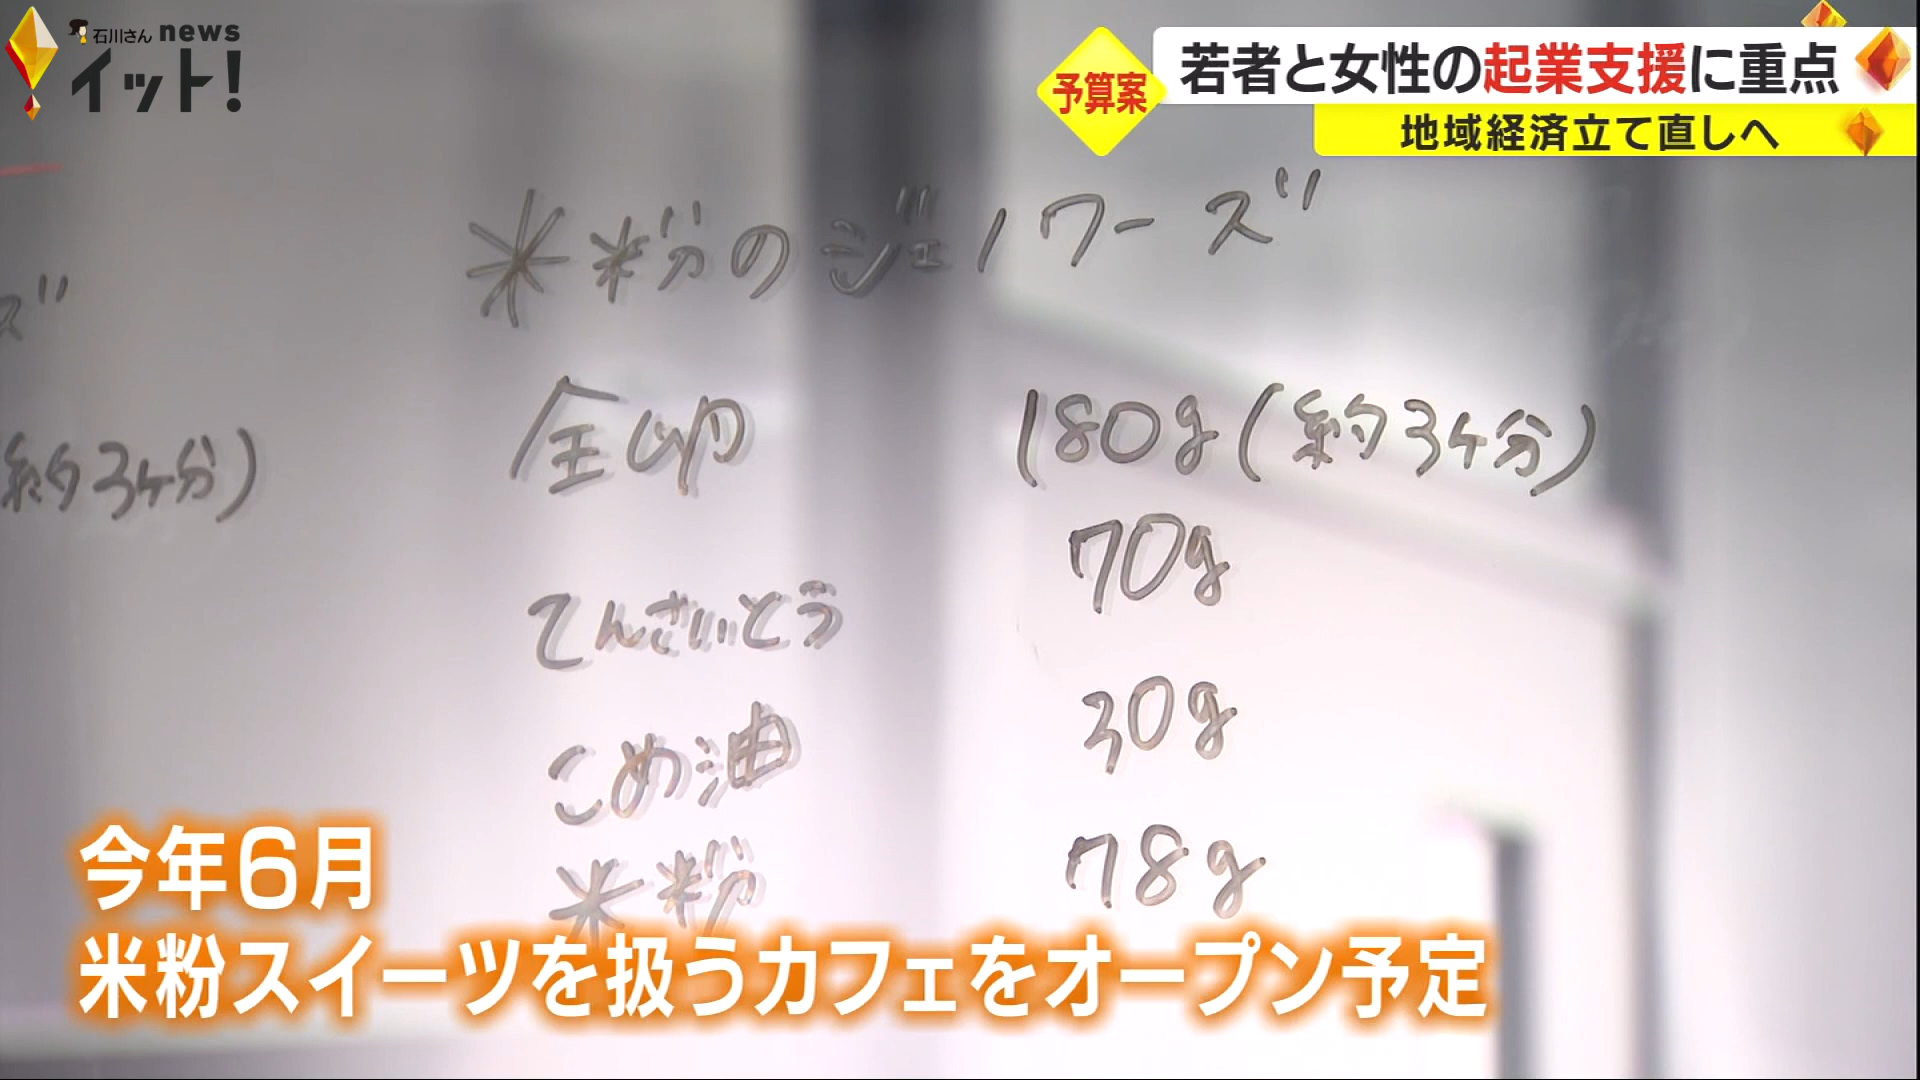 石川さん news
イット!
予算案
若者と女性の起業支援に重点
地域経済立て直しへ
米粉のジェノワーズ
ズ
全卵 180g(約3ヶ分)
約3ヶ分)
70g
てんさいとう
30g
こめ油
米粉 78g
今年6月
米粉スイーツを扱うカフェをオープン予定